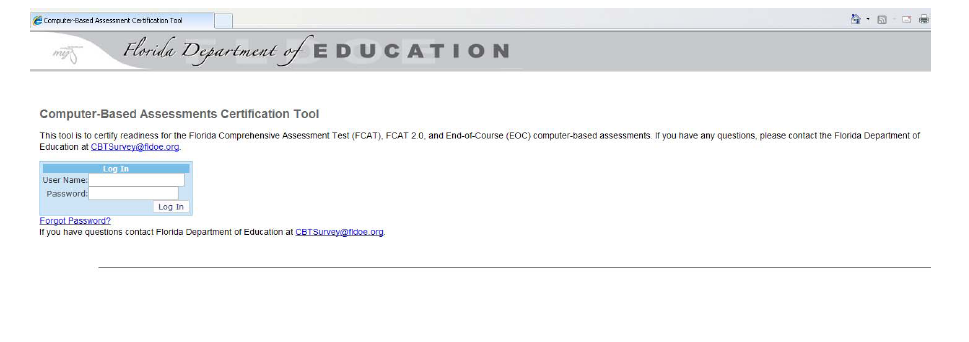 Computer-Based Assessment Certification Tool
Florida Department of EDUCATION
Computer-Based Assessments Certification Tool
This tool is to certify readiness for the Florida Comprehensive Assessment Test (FCAT), FCAT 2.0, and End-of-Course (EOC) computer-based assessments. If you have any questions, please contact the Florida Department of
Education at CBTSurvey@fldoe.org.
Log In
User Name:
Password:
Log In
Forgot Password?
If you have questions contact Florida Department of Education at CBTSurvey@fldoe.org.